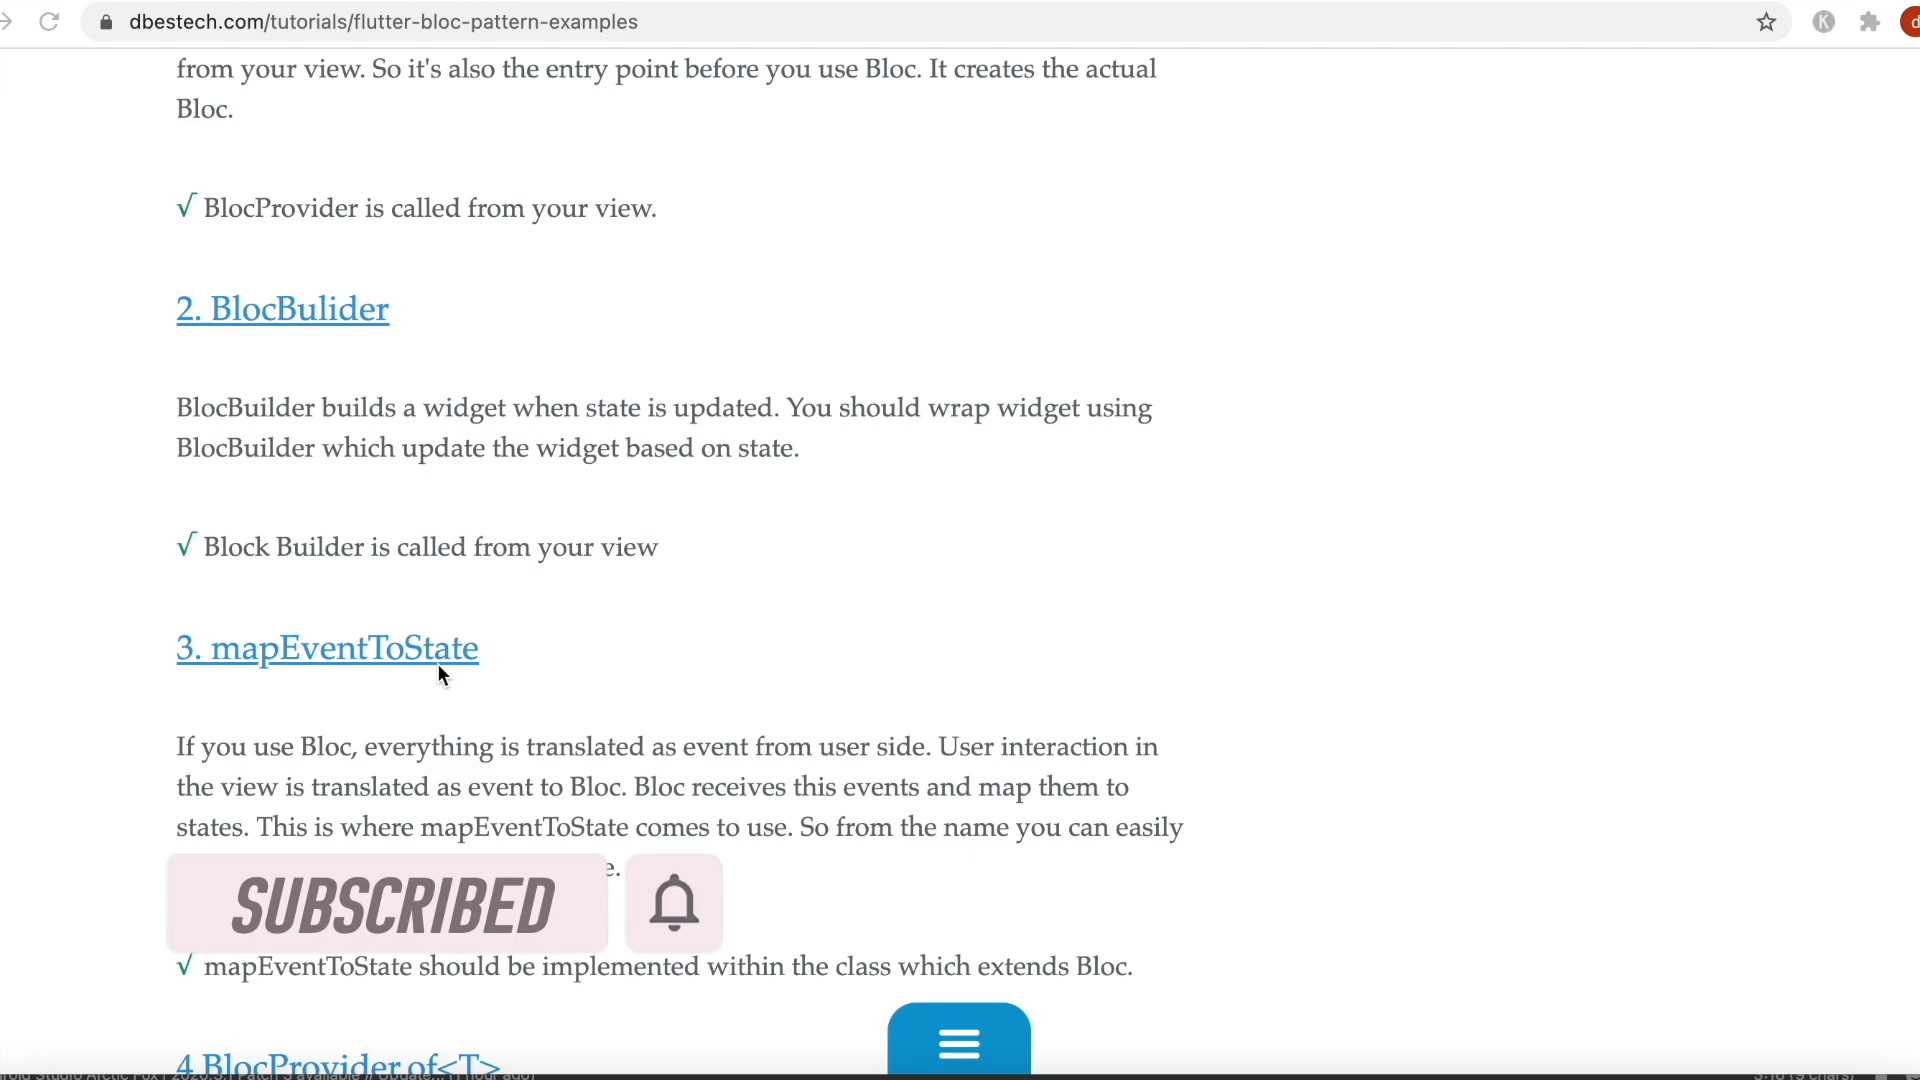 dbestech.com/tutorials/flutter-bloc-pattern-examples
K
d
from your view. So it's also the entry point before you use Bloc. It creates the actual
Bloc.
√ BlocProvider is called from your view.
2. BlocBulider
BlocBuilder builds a widget when state is updated. You should wrap widget using
BlocBuilder which update the widget based on state.
√ Block Builder is called from your view
3. mapEventToState
If you use Bloc, everything is translated as event from user side. User interaction in
the view is translated as event to Bloc. Bloc receives this events and map them to
states. This is where mapEventToState comes to use. So from the name you can easily
e.
SUBSCRIBED
√ mapEventToState should be implemented within the class which extends Bloc.
4 BlocProvider.of<T>